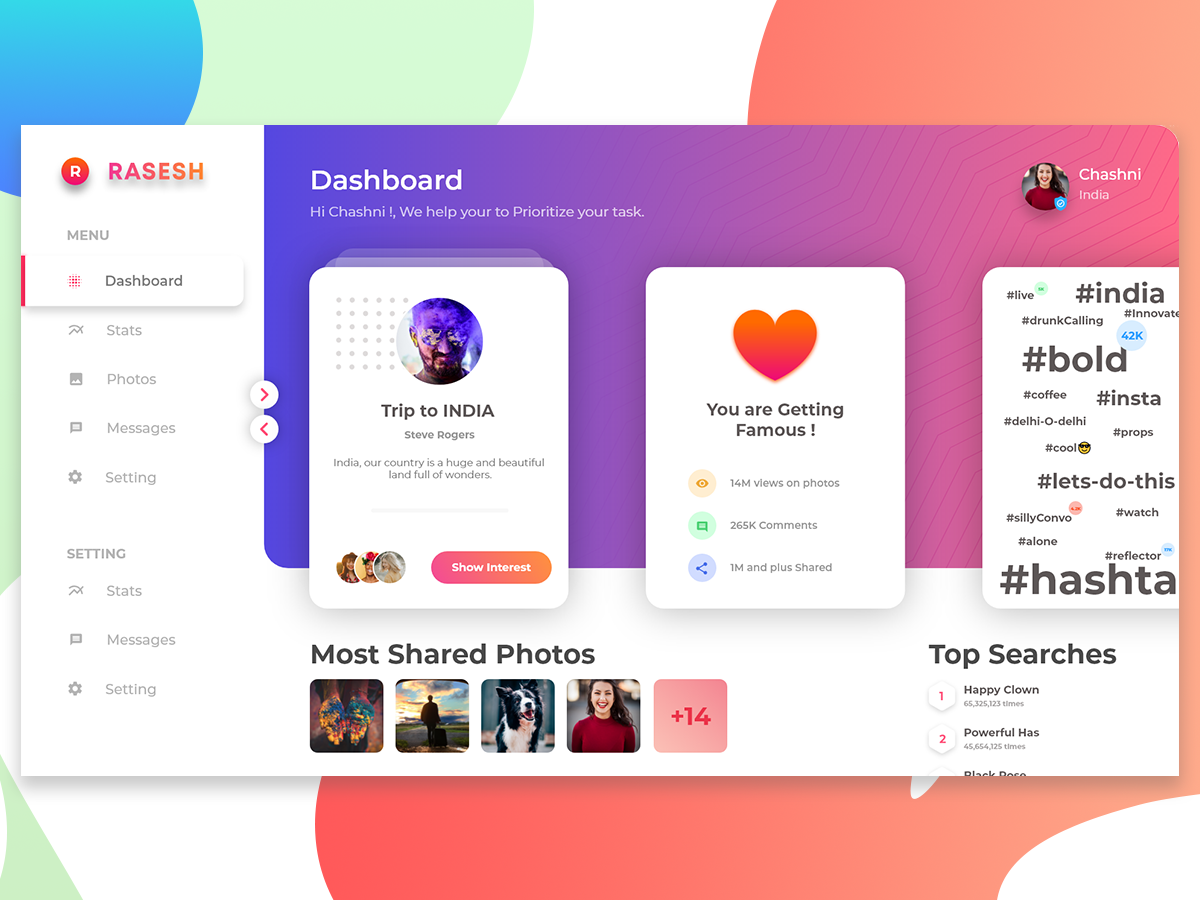 R RASESH
MENU
Dashboard
Stats
Photos
Messages
Setting
SETTING
Stats
Messages
Setting
Dashboard
Hi Chashni !, We help your to Prioritize your task.
Chashni
India
Trip to INDIA
Steve Rogers
India, our country is a huge and beautiful
land full of wonders.
Show Interest
You are Getting
Famous !
14M views on photos
265K Comments
1M and plus Shared
#live 5K
#india
#Innovate
#drunkCalling
42K
#bold
#coffee
#insta
#delhi-O-delhi
#props
#cool
#lets-do-this
#sillyConvo 4.2K
#watch
#alone
#reflector 17K
#hashta
Most Shared Photos
+14
Top Searches
1 Happy Clown
65,325,123 times
2 Powerful Has
45,654,125 times
Black Rose